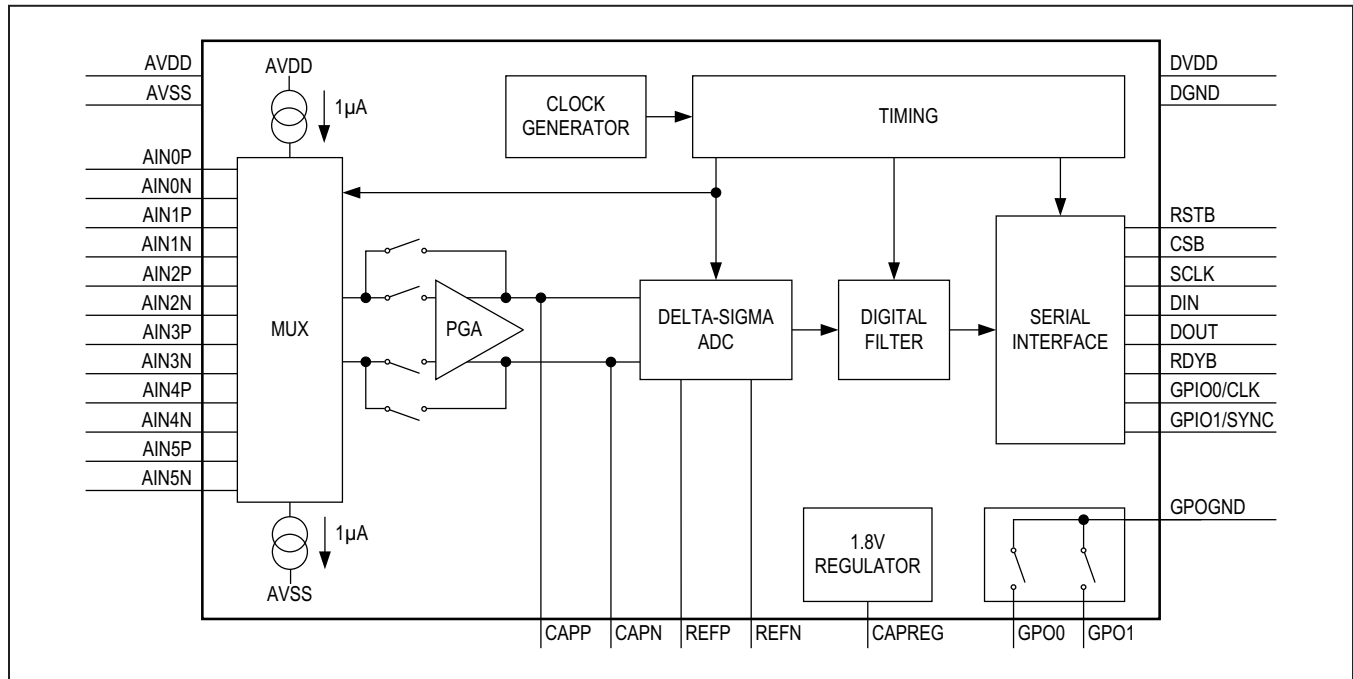 AVDD
AVSS
AIN0P
AIN0N
AIN1P
AIN1N
AIN2P
AIN2N
AIN3P
AIN3N
AIN4P
AIN4N
AIN5P
AIN5N
AVDD
1µA
MUX
1µA
AVSS
CLOCK
GENERATOR
TIMING
PGA
DELTA-SIGMA
ADC
DIGITAL
FILTER
SERIAL
INTERFACE
1.8V
REGULATOR
DVDD
DGND
RSTB
CSB
SCLK
DIN
DOUT
RDYB
GPIO0/CLK
GPIO1/SYNC
GPOGND
CAPP
CAPN
REFP
REFN
CAPREG
GPO0
GPO1